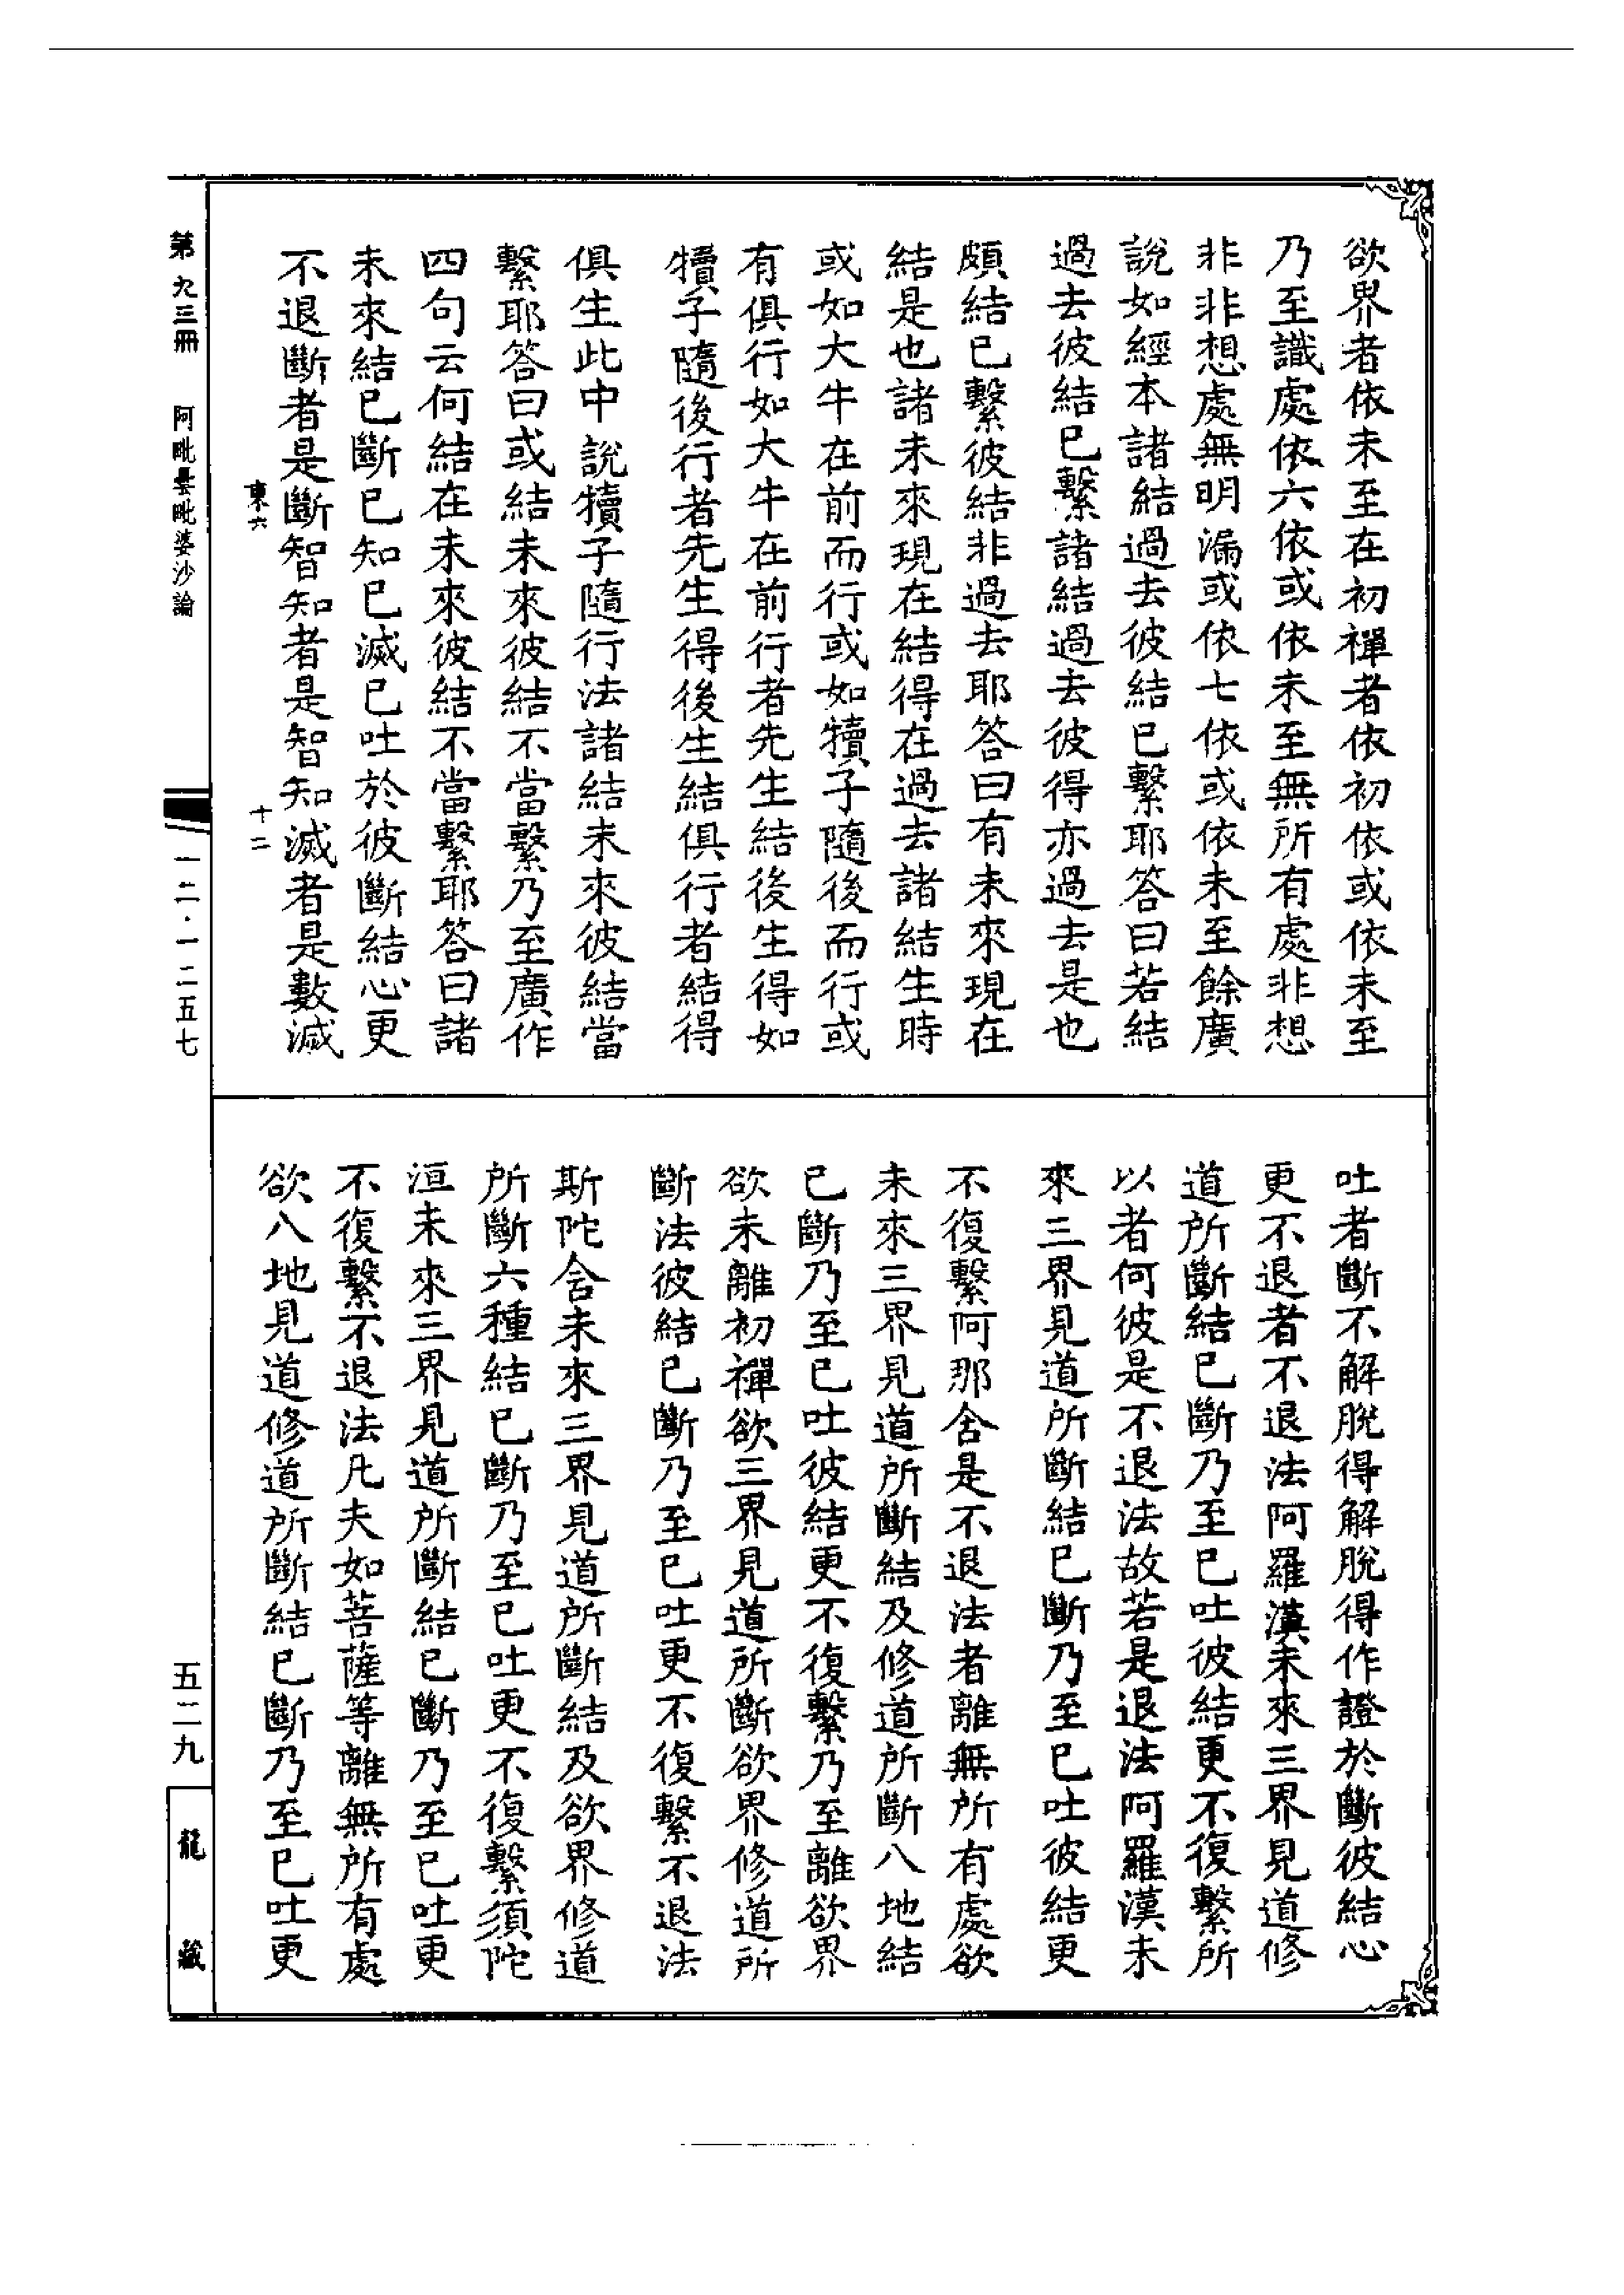 欲界者依未至在初禪者依初依或依未至
乃至識處依六依或依未至無所有處非想
非非想處無明漏或依七依或依未至餘廣
說如經本諸結過去彼結已繫耶答曰若結
過去彼結已繫諸結過去彼得亦過去是也
頗結已繫彼結非過去耶答曰有未來現在
結是也諸未來現在結得在過去諸結生時
或如大牛在前而行或如犢子隨後而行或
有俱行如大牛在前行者先生結後生得如
犢子隨後行者先生得後生結俱行者結得
俱生此中說犢子隨行法諸結未來彼結當
繫耶答曰或結未來彼結不當繫乃至廣作
四句云何結在未來彼結不當繫耶答曰諸
未來結已斷已知已滅已吐於彼斷結心更
不退斷者是斷智知者是智知滅者是數滅
東六
十二
吐者斷不解脫得解脫得作證於斷彼結心
更不退者不退法阿羅漢未來三界見道修
道所斷結已斷乃至已吐彼結更不復繫所
以者何彼是不退法故若是退法阿羅漢未
來三界見道所斷結已斷乃至已吐彼結更
不復繫阿那舍是不退法者離無所有處欲
未來三界見道所斷結及修道所斷八地結
已斷乃至已吐彼結更不復繫乃至離欲界
欲未離初禪欲三界見道所斷欲界修道所
斷法彼結已斷乃至已吐更不復繫不退法
斯陀舍未來三界見道所斷結及欲界修道
所斷六種結已斷乃至已吐更不復繫須陀
洹未來三界見道所斷結已斷乃至已吐更
不復繫不退法凡夫如菩薩等離無所有處
欲八地見道修道所斷結已斷乃至已吐更
第九三冊 阿毗曇毗婆沙論
一二·一二五七
五二九
龍藏